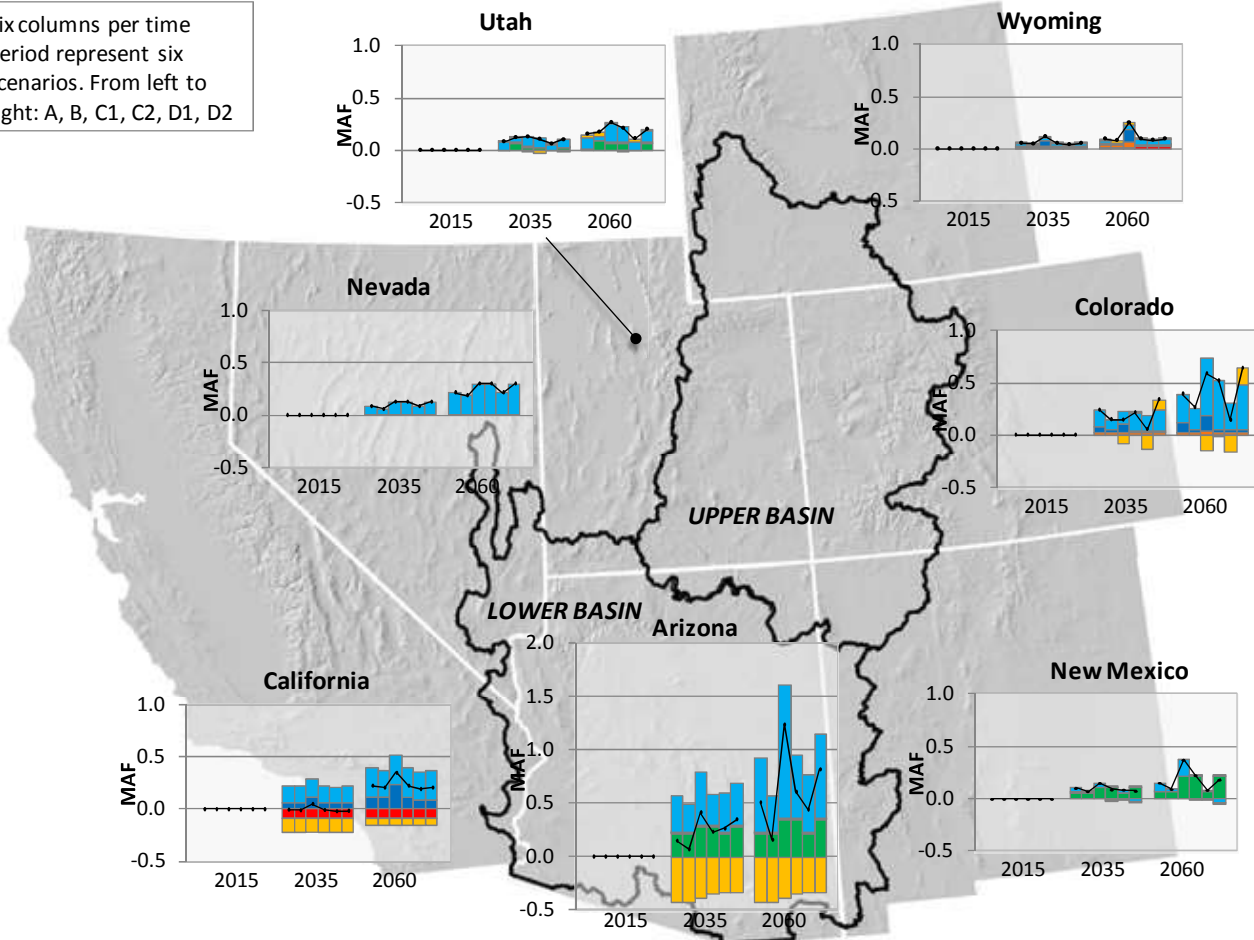 ix columns per time
eriod represent six
cenarios. From left to
ght: A, B, C1, C2, D1, D2
Utah
1.0
0.5
0.0
-0.5
MAF
2015 2035 2060
Wyoming
1.0
0.5
0.0
0.5
MAF
2015 2035 2060
Nevada
1.0
0.5
0.0
-0.5
MAF
2015 2035 2060
Colorado
1.0
0.5
0.0
-0.5
MAF
2015 2035 2060
UPPER BASIN
LOWER BASIN
Arizona
2.0
1.5
1.0
0.5
0.0
-0.5
MAF
2015 2035 2060
California
1.0
0.5
0.0
-0.5
MAF
2015 2035 2060
New Mexico
1.0
0.5
0.0
-0.5
MAF
2015 2035 2060